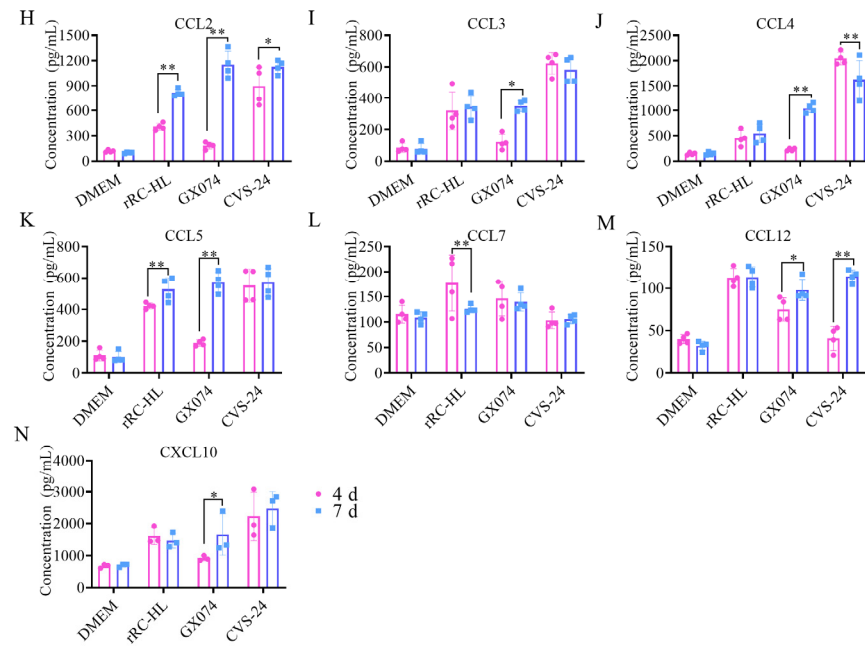 H
CCL2
Concentration (pg/mL)
1500
1200
900
600
300
0
**
**
*
DMEM
rRC-HL
GX074
CVS-24
I
CCL3
Concentration (pg/mL)
800
600
400
200
0
*
DMEM
rRC-HL
GX074
CVS-24
J
CCL4
Concentration (pg/mL)
2500
2000
1500
1000
500
0
**
**
DMEM
rRC-HL
GX074
CVS-24
K
CCL5
Concentration (pg/mL)
800
600
400
200
0
**
**
DMEM
rRC-HL
GX074
CVS-24
L
CCL7
Concentration (pg/mL)
250
200
150
100
50
0
**
DMEM
rRC-HL
GX074
CVS-24
M
CCL12
Concentration (pg/mL)
150
100
50
0
*
**
DMEM
rRC-HL
GX074
CVS-24
N
CXCL10
Concentration (pg/mL)
4000
3000
2000
1000
0
*
DMEM
rRC-HL
GX074
CVS-24
4 d
7 d